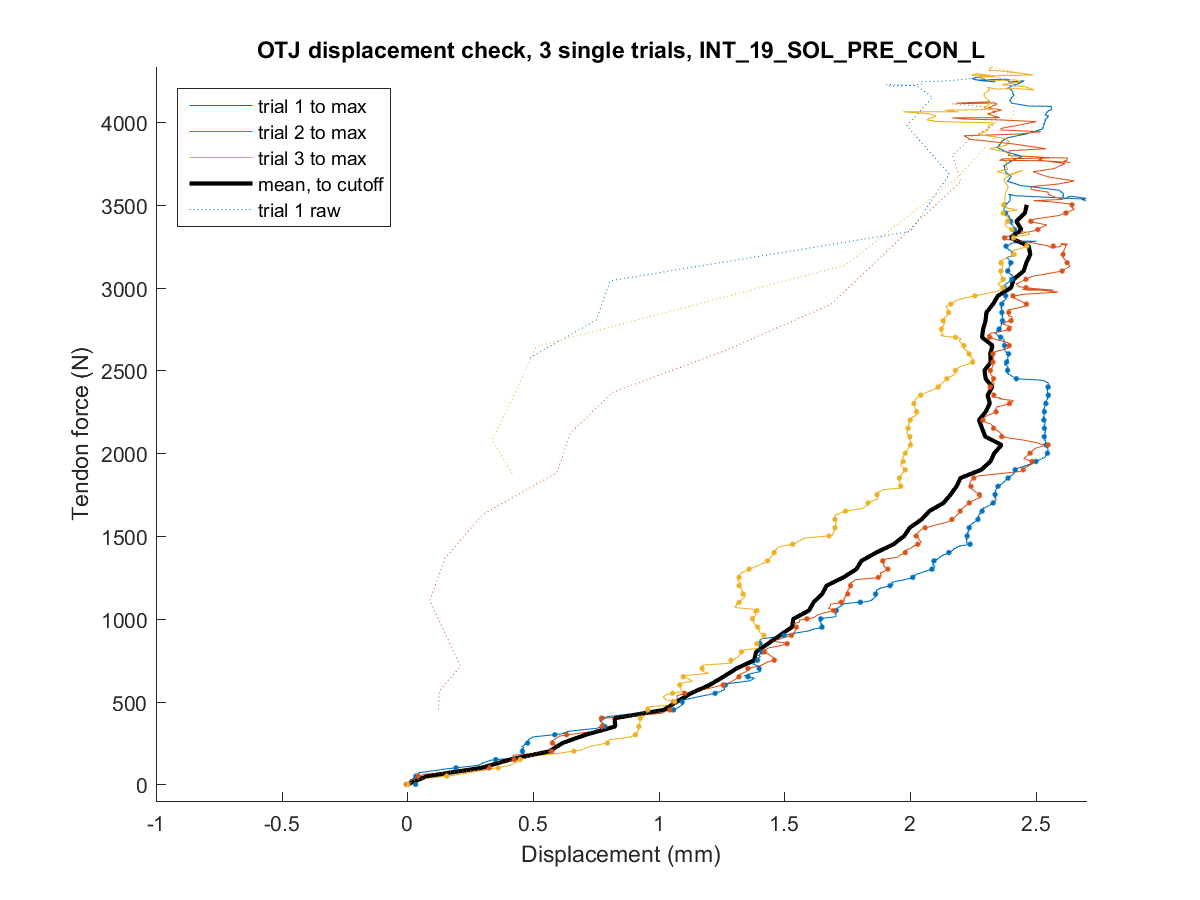 OTJ displacement check, 3 single trials, INT_19_SOL_PRE_CON_L
trial 1 to max
trial 2 to max
trial 3 to max
mean, to cutoff
trial 1 raw
Tendon force (N)
4000
3500
3000
2500
2000
1500
1000
500
0
-1 -0.5 0 0.5 1 1.5 2 2.5
Displacement (mm)